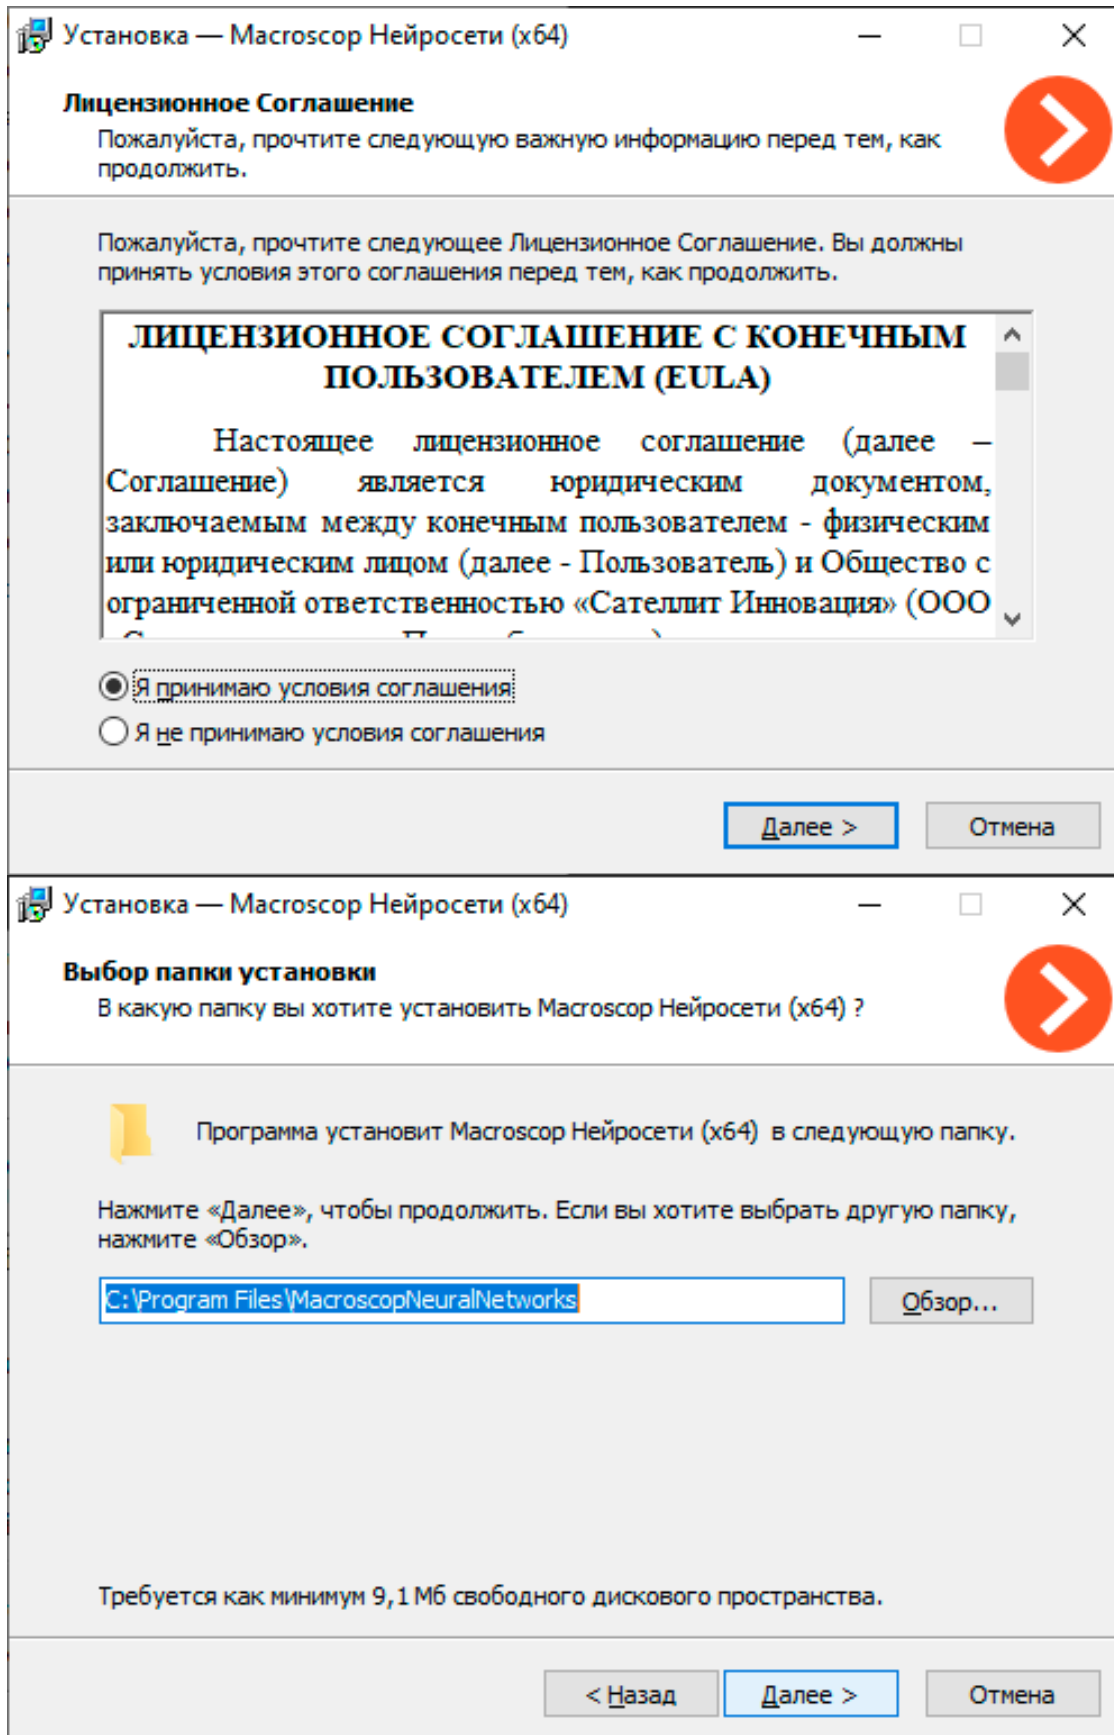 Установка — Macroscop Нейросети (x64)
Лицензионное Соглашение
Пожалуйста, прочтите следующую важную информацию перед тем, как
продолжить.
Пожалуйста, прочтите следующее Лицензионное Соглашение. Вы должны
принять условия этого соглашения перед тем, как продолжить.
ЛИЦЕНЗИОННОЕ СОГЛАШЕНИЕ С КОНЕЧНЫМ
ПОЛЬЗОВАТЕЛЕМ (EULA)
Настоящее лицензионное соглашение (далее –
Соглашение) является юридическим документом,
заключаемым между конечным пользователем - физическим
или юридическим лицом (далее - Пользователь) и Общество с
ограниченной ответственностью «Сателлит Инновация» (ООО
Я принимаю условия соглашения
Я не принимаю условия соглашения
Далее >
Отмена
Установка — Macroscop Нейросети (x64)
Выбор папки установки
В какую папку вы хотите установить Macroscop Нейросети (x64) ?
Программа установит Macroscop Нейросети (x64) в следующую папку.
Нажмите «Далее», чтобы продолжить. Если вы хотите выбрать другую папку,
нажмите «Обзор».
C:\Program Files\MacroscopNeuralNetworks
Обзор...
Требуется как минимум 9,1 Мб свободного дискового пространства.
< Назад
Далее >
Отмена